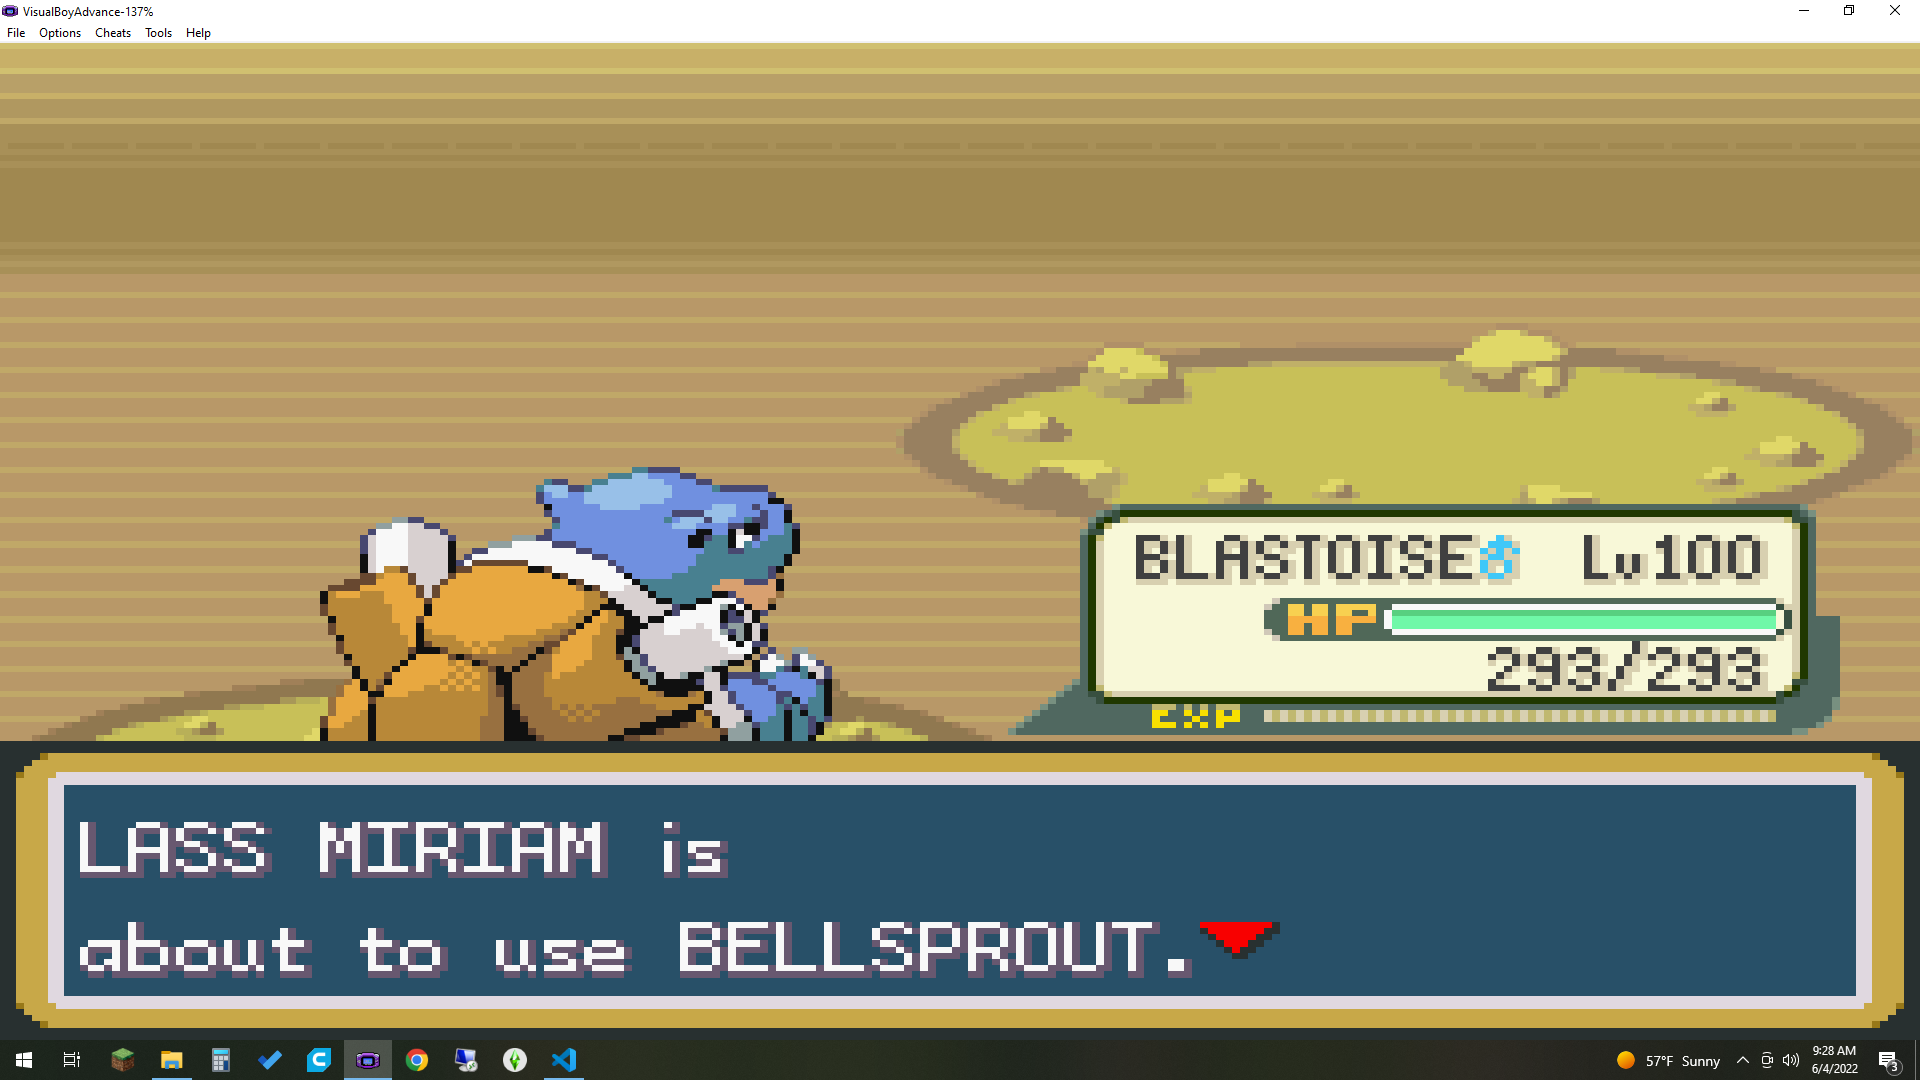 VisualBoyAdvance-137%
File Options Cheats Tools Help
BLASTOISE♂ Lv100
HP
293/293
EXP
LASS MIRIAM is
about to use BELLSPROUT.
57°F Sunny
9:28 AM
6/4/2022
3